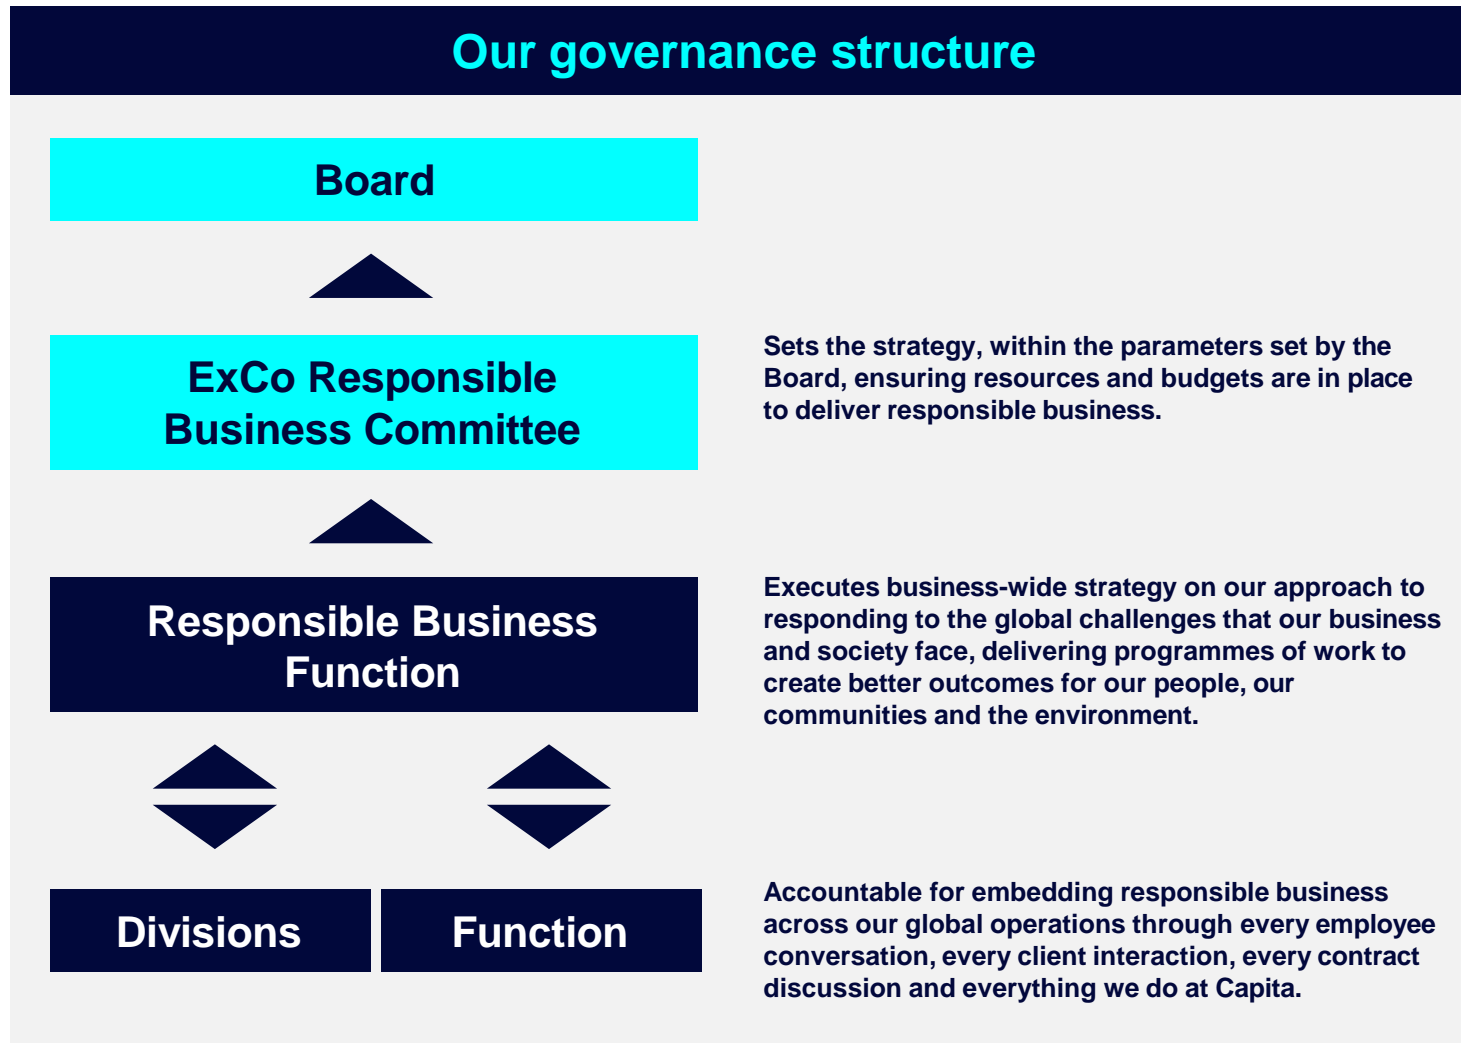 Our governance structure
Board
ExCo Responsible
Business Committee
Sets the strategy, within the parameters set by the
Board, ensuring resources and budgets are in place
to deliver responsible business.
Responsible Business
Function
Executes business-wide strategy on our approach to
responding to the global challenges that our business
and society face, delivering programmes of work to
create better outcomes for our people, our
communities and the environment.
Divisions
Function
Accountable for embedding responsible business
across our global operations through every employee
conversation, every client interaction, every contract
discussion and everything we do at Capita.